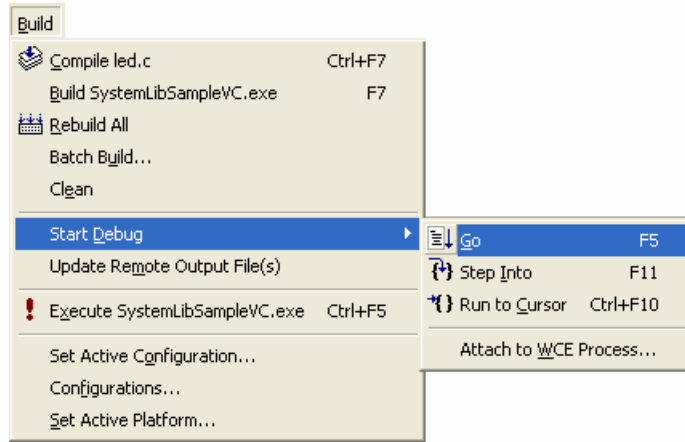 Build
Compile led.c Ctrl+F7
Build SystemLibSampleVC.exe F7
Rebuild All
Batch Build...
Clean
Start Debug
Update Remote Output File(s)
Execute SystemLibSampleVC.exe Ctrl+F5
Set Active Configuration...
Configurations...
Set Active Platform...
Go F5
Step Into F11
Run to Cursor Ctrl+F10
Attach to WCE Process...